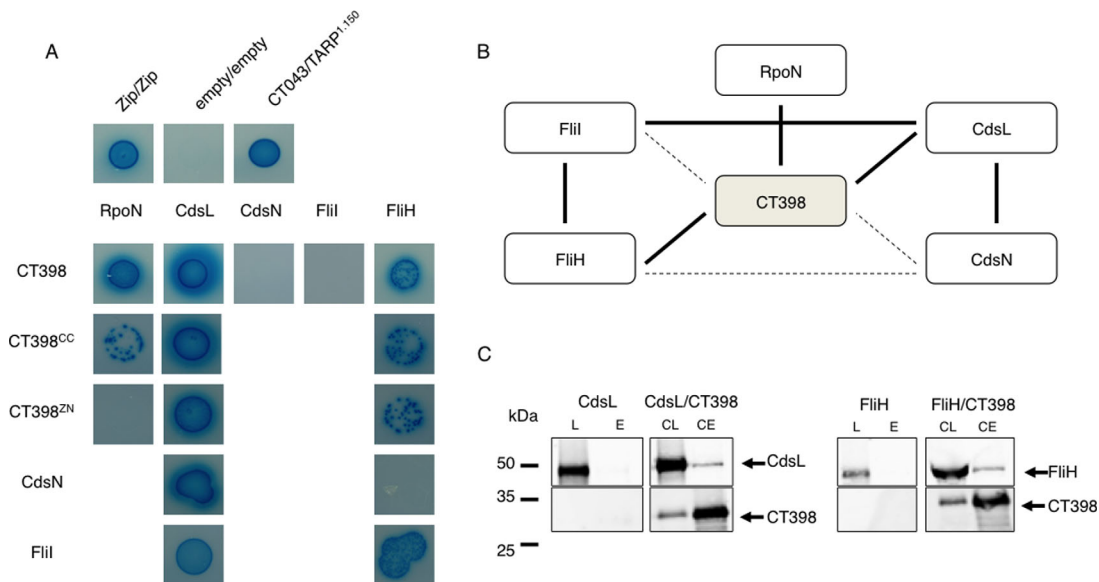 A
Zip/Zip
empty/empty
CT043/TARP¹·¹⁵⁰
RpoN CdsL CdsN FliI FliH
CT398
CT398ᶜᶜ
CT398ᶻᴺ
CdsN
FliI
B
RpoN
FliI
CdsL
CT398
FliH
CdsN
C
kDa
CdsL CdsL/CT398 FliH FliH/CT398
L E CL CE L E CL CE
50
CdsL
FliH
35
CT398
CT398
25